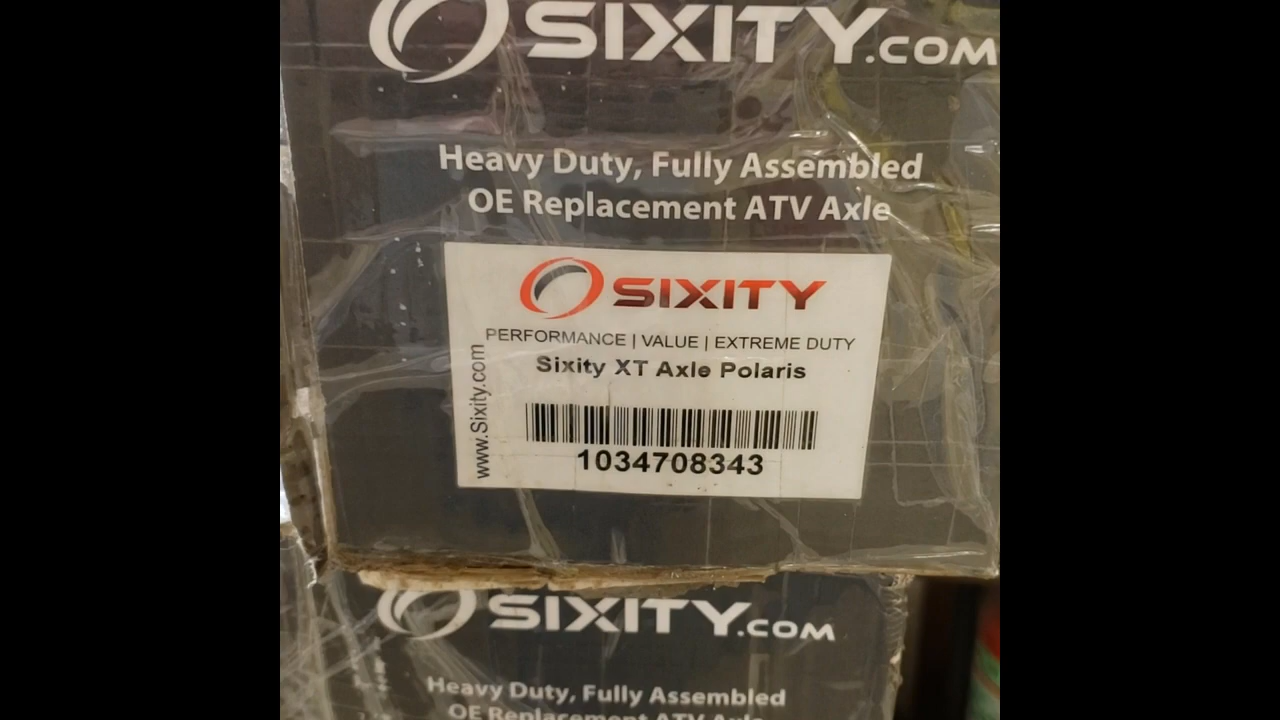 SIXITY.COM
Heavy Duty, Fully Assembled
OE Replacement ATV Axle
SIXITY
PERFORMANCE | VALUE | EXTREME DUTY
Sixity XT Axle Polaris
www.Sixity.com
1034708343
SIXITY.COM
Heavy Duty, Fully Assembled
OE Replacement ATV Axle